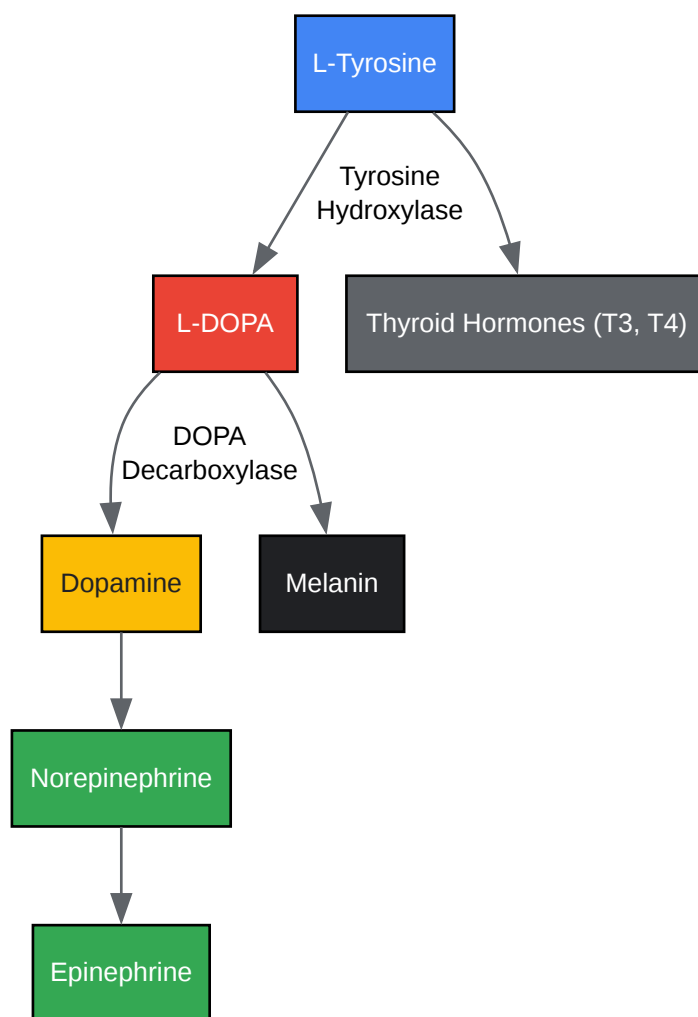 L-Tyrosine
Tyrosine
Hydroxylase
L-DOPA
Thyroid Hormones (T3, T4)
DOPA
Decarboxylase
Dopamine
Melanin
Norepinephrine
Epinephrine